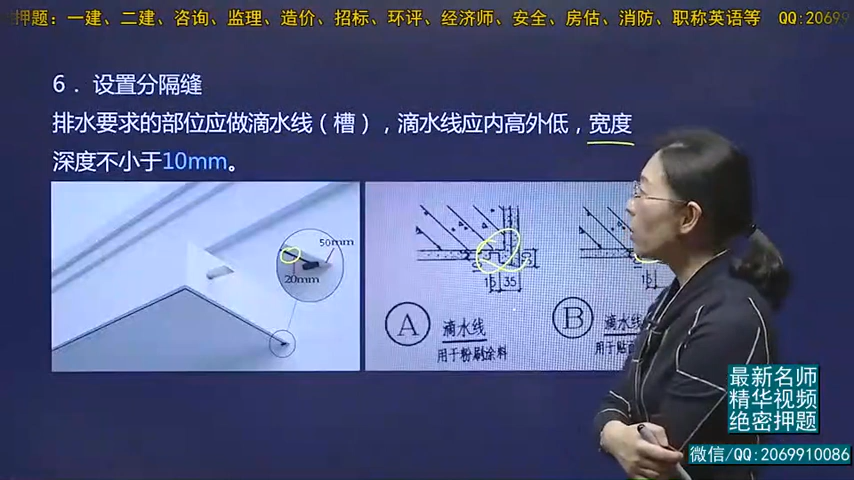 押题：一建、二建、咨询、监理、造价、招标、环评、经济师、安全、房估、消防、职称英语等 QQ:20699
6．设置分隔缝
排水要求的部位应做滴水线（槽），滴水线应内高外低，宽度
深度不小于10mm。
50mm
20mm
15 35
A
滴水线
用于粉刷涂料
B
滴水线
用于贴
最新名师
精华视频
绝密押题
微信/QQ:2069910086